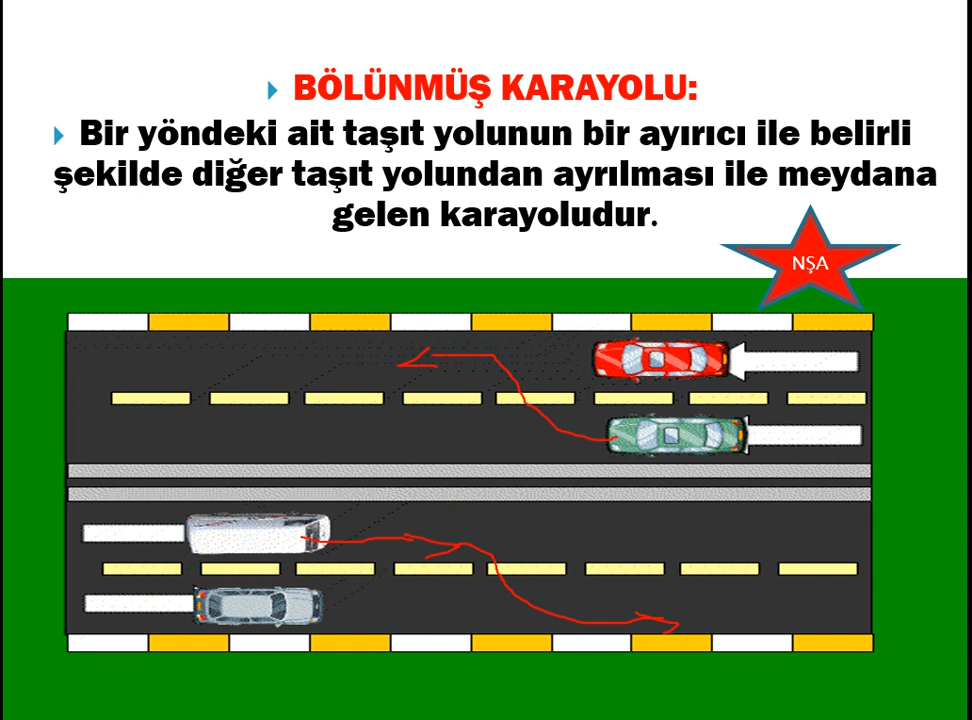 BÖLÜNMÜŞ KARAYOLU:
Bir yöndeki ait taşıt yolunun bir ayırıcı ile belirli
şekilde diğer taşıt yolundan ayrılması ile meydana
gelen karayoludur.
NŞA